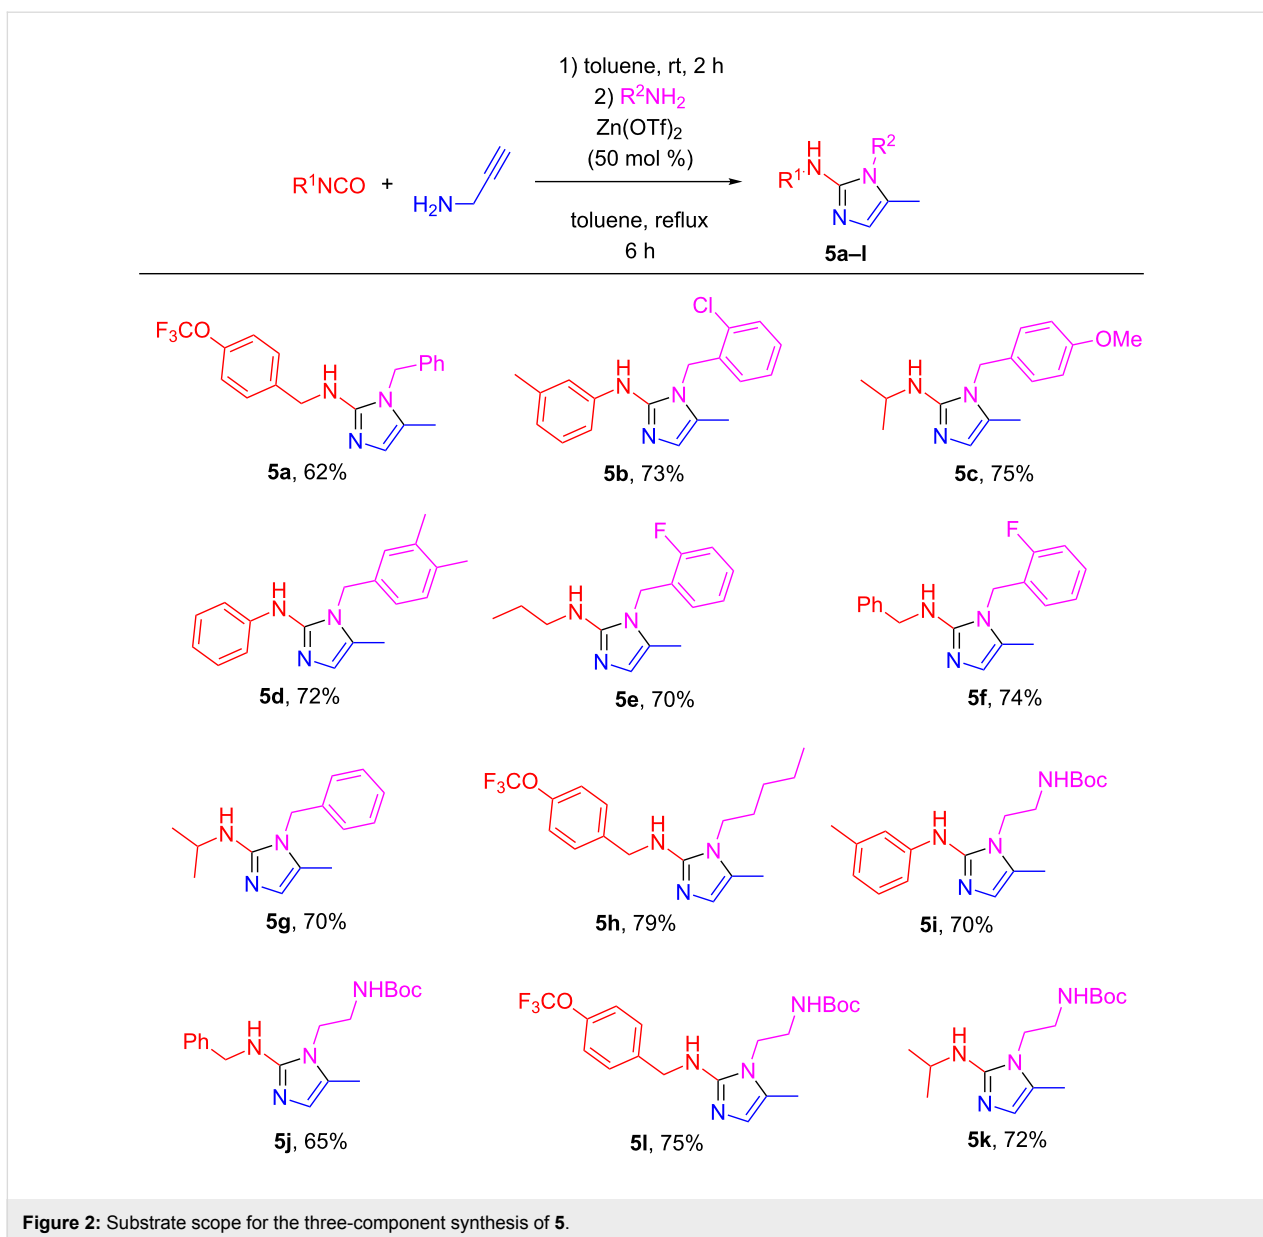 1) toluene, rt, 2 h
2) R²NH₂
Zn(OTf)₂
(50 mol %)
R¹NCO + H₂N
toluene, reflux
6 h
R¹ H N R² N N
5a–l
F₃CO H N N Ph N
5a, 62%
Cl H N N N
5b, 73%
OMe H N N N
5c, 75%
H N N N
5d, 72%
F H N N N
5e, 70%
F Ph H N N N
5f, 74%
H N N N
5g, 70%
F₃CO H N N N
5h, 79%
NHBoc H N N N
5i, 70%
NHBoc Ph H N N N
5j, 65%
F₃CO NHBoc H N N N
5l, 75%
NHBoc H N N N
5k, 72%
Figure 2: Substrate scope for the three-component synthesis of 5.